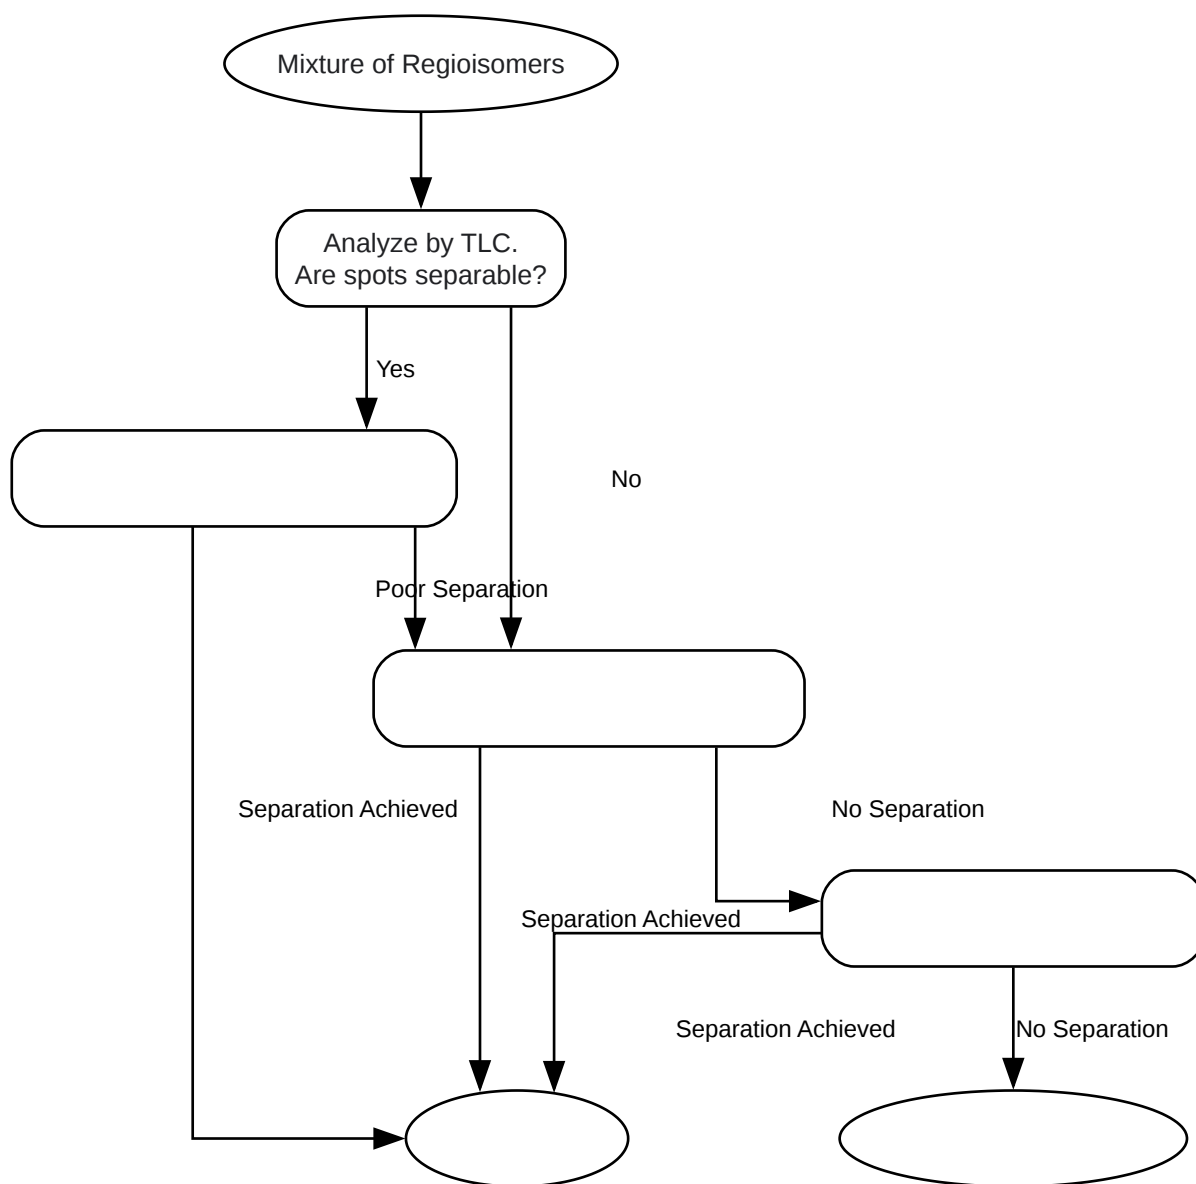 Mixture of Regioisomers
Analyze by TLC.
Are spots separable?
Yes
No
Poor Separation
Separation Achieved
No Separation
Separation Achieved
Separation Achieved
No Separation